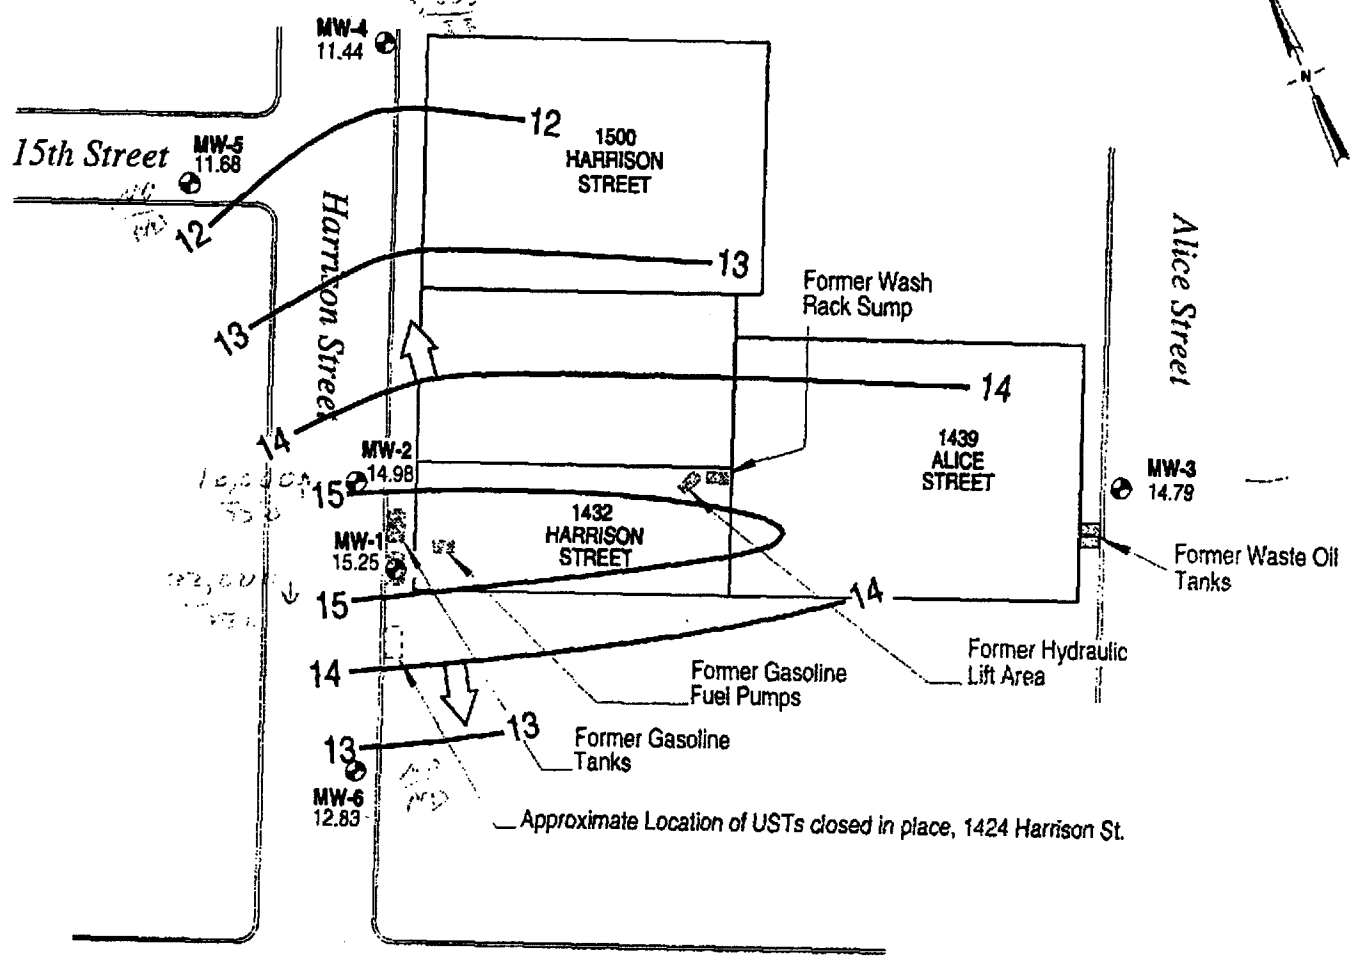 MW-4
11.44
N
12
1500
HARRISON
STREET
15th Street
MW-5
11.68
12
Harrison Street
Alice Street
13
Former Wash
Rack Sump
13
14
14
1439
ALICE
STREET
MW-2
14.98
MW-3
14.79
15
1432
HARRISON
STREET
MW-1
15.25
Former Waste Oil
Tanks
15
14
Former Hydraulic
Lift Area
14
Former Gasoline
Fuel Pumps
13
13
Former Gasoline
Tanks
MW-6
12.83
Approximate Location of USTs closed in place, 1424 Harrison St.